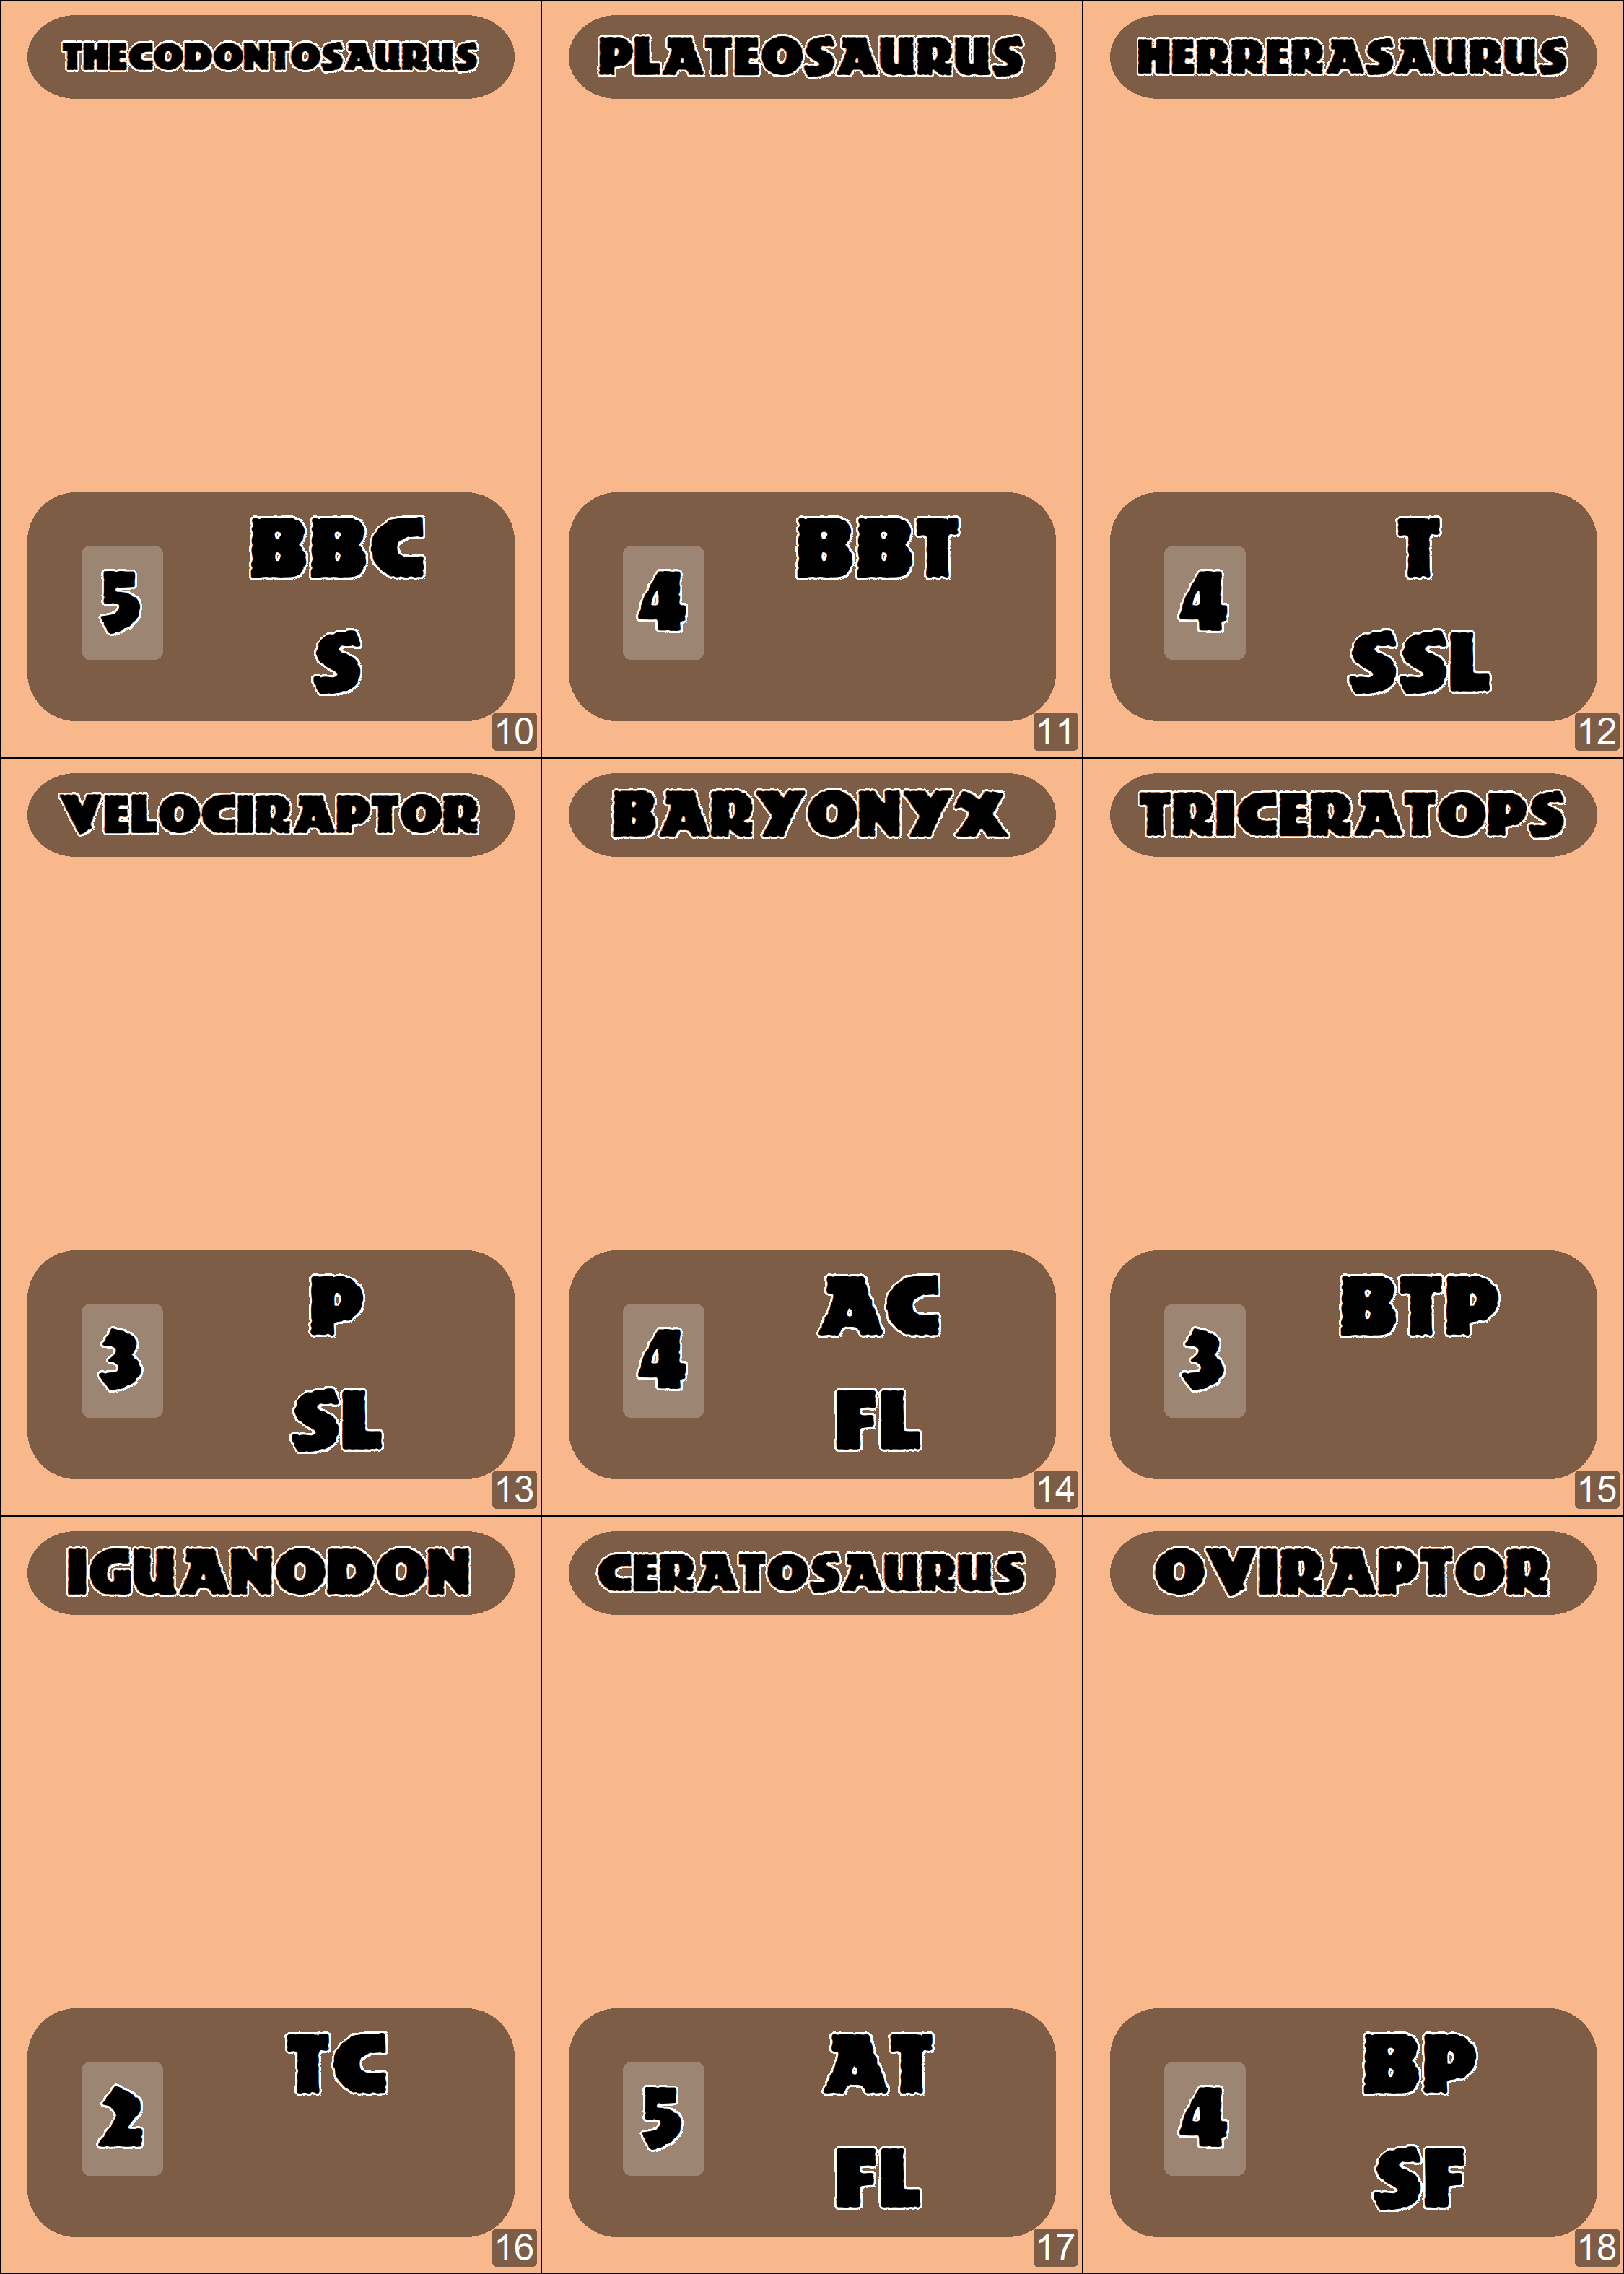 THECODONTOSAURUS
5
BBC
S
10
PLATEOSAURUS
4
BBT
11
HERRERASAURUS
4
T
SSL
12
VELOCIRAPTOR
3
P
SL
13
BARYONYX
4
AC
FL
14
TRICERATOPS
3
BTP
15
IGUANODON
2
TC
16
CERATOSAURUS
5
AT
FL
17
OVIRAPTOR
4
BP
SF
18